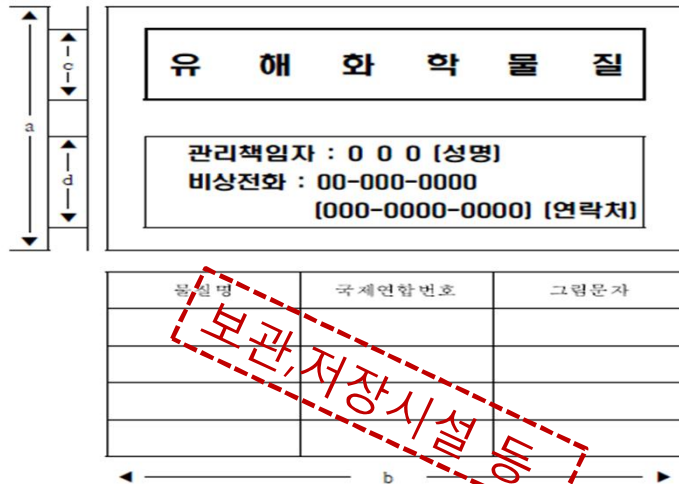 a
c
d
유 해 화 학 물 질
관리책임자 : 0 0 0 (성명)
비상전화 : 00-000-0000
(000-0000-0000) (연락처)
물질명 국제연합번호 그림문자
보관,저장시설 등
b